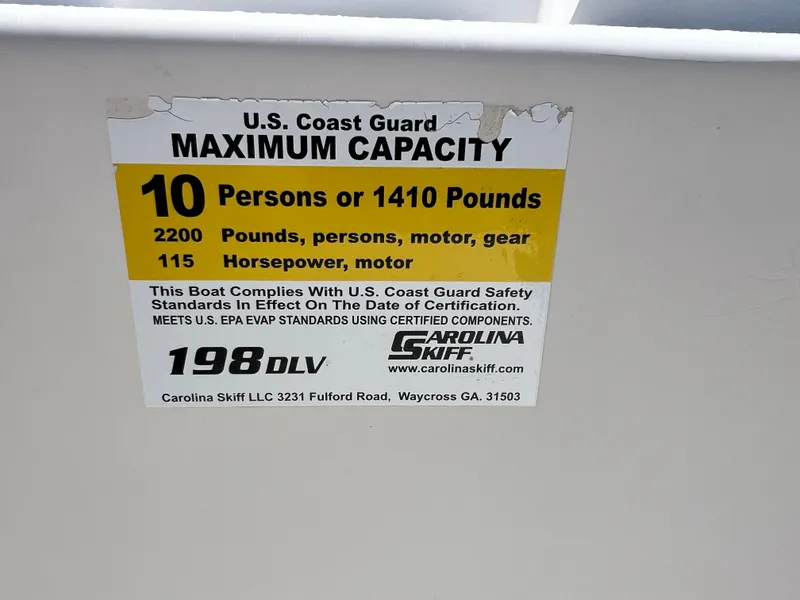 U.S. Coast Guard
MAXIMUM CAPACITY
10 Persons or 1410 Pounds
2200 Pounds, persons, motor, gear
115 Horsepower, motor
This Boat Complies With U.S. Coast Guard Safety
Standards In Effect On The Date of Certification.
MEETS U.S. EPA EVAP STANDARDS USING CERTIFIED COMPONENTS.
198 DLV
CAROLINA
SKIFF
www.carolinaskiff.com
Carolina Skiff LLC 3231 Fulford Road, Waycross GA. 31503